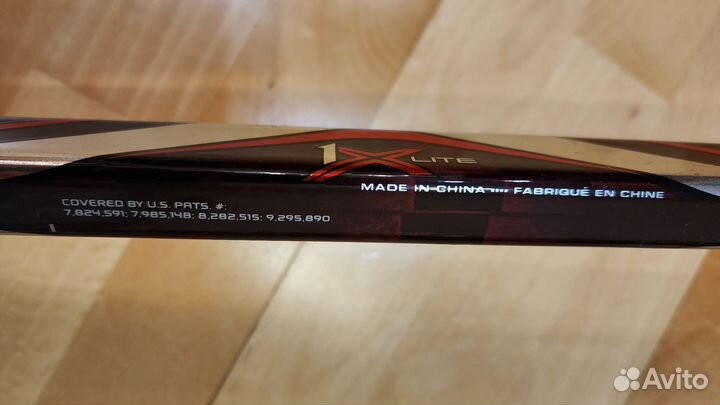 1X LITE
MADE IN CHINA •••• FABRIQUÉ EN CHINE
COVERED BY U.S. PATS. #:
7,824,591; 7,985,148; 8,282,515; 9,295,890
Avito